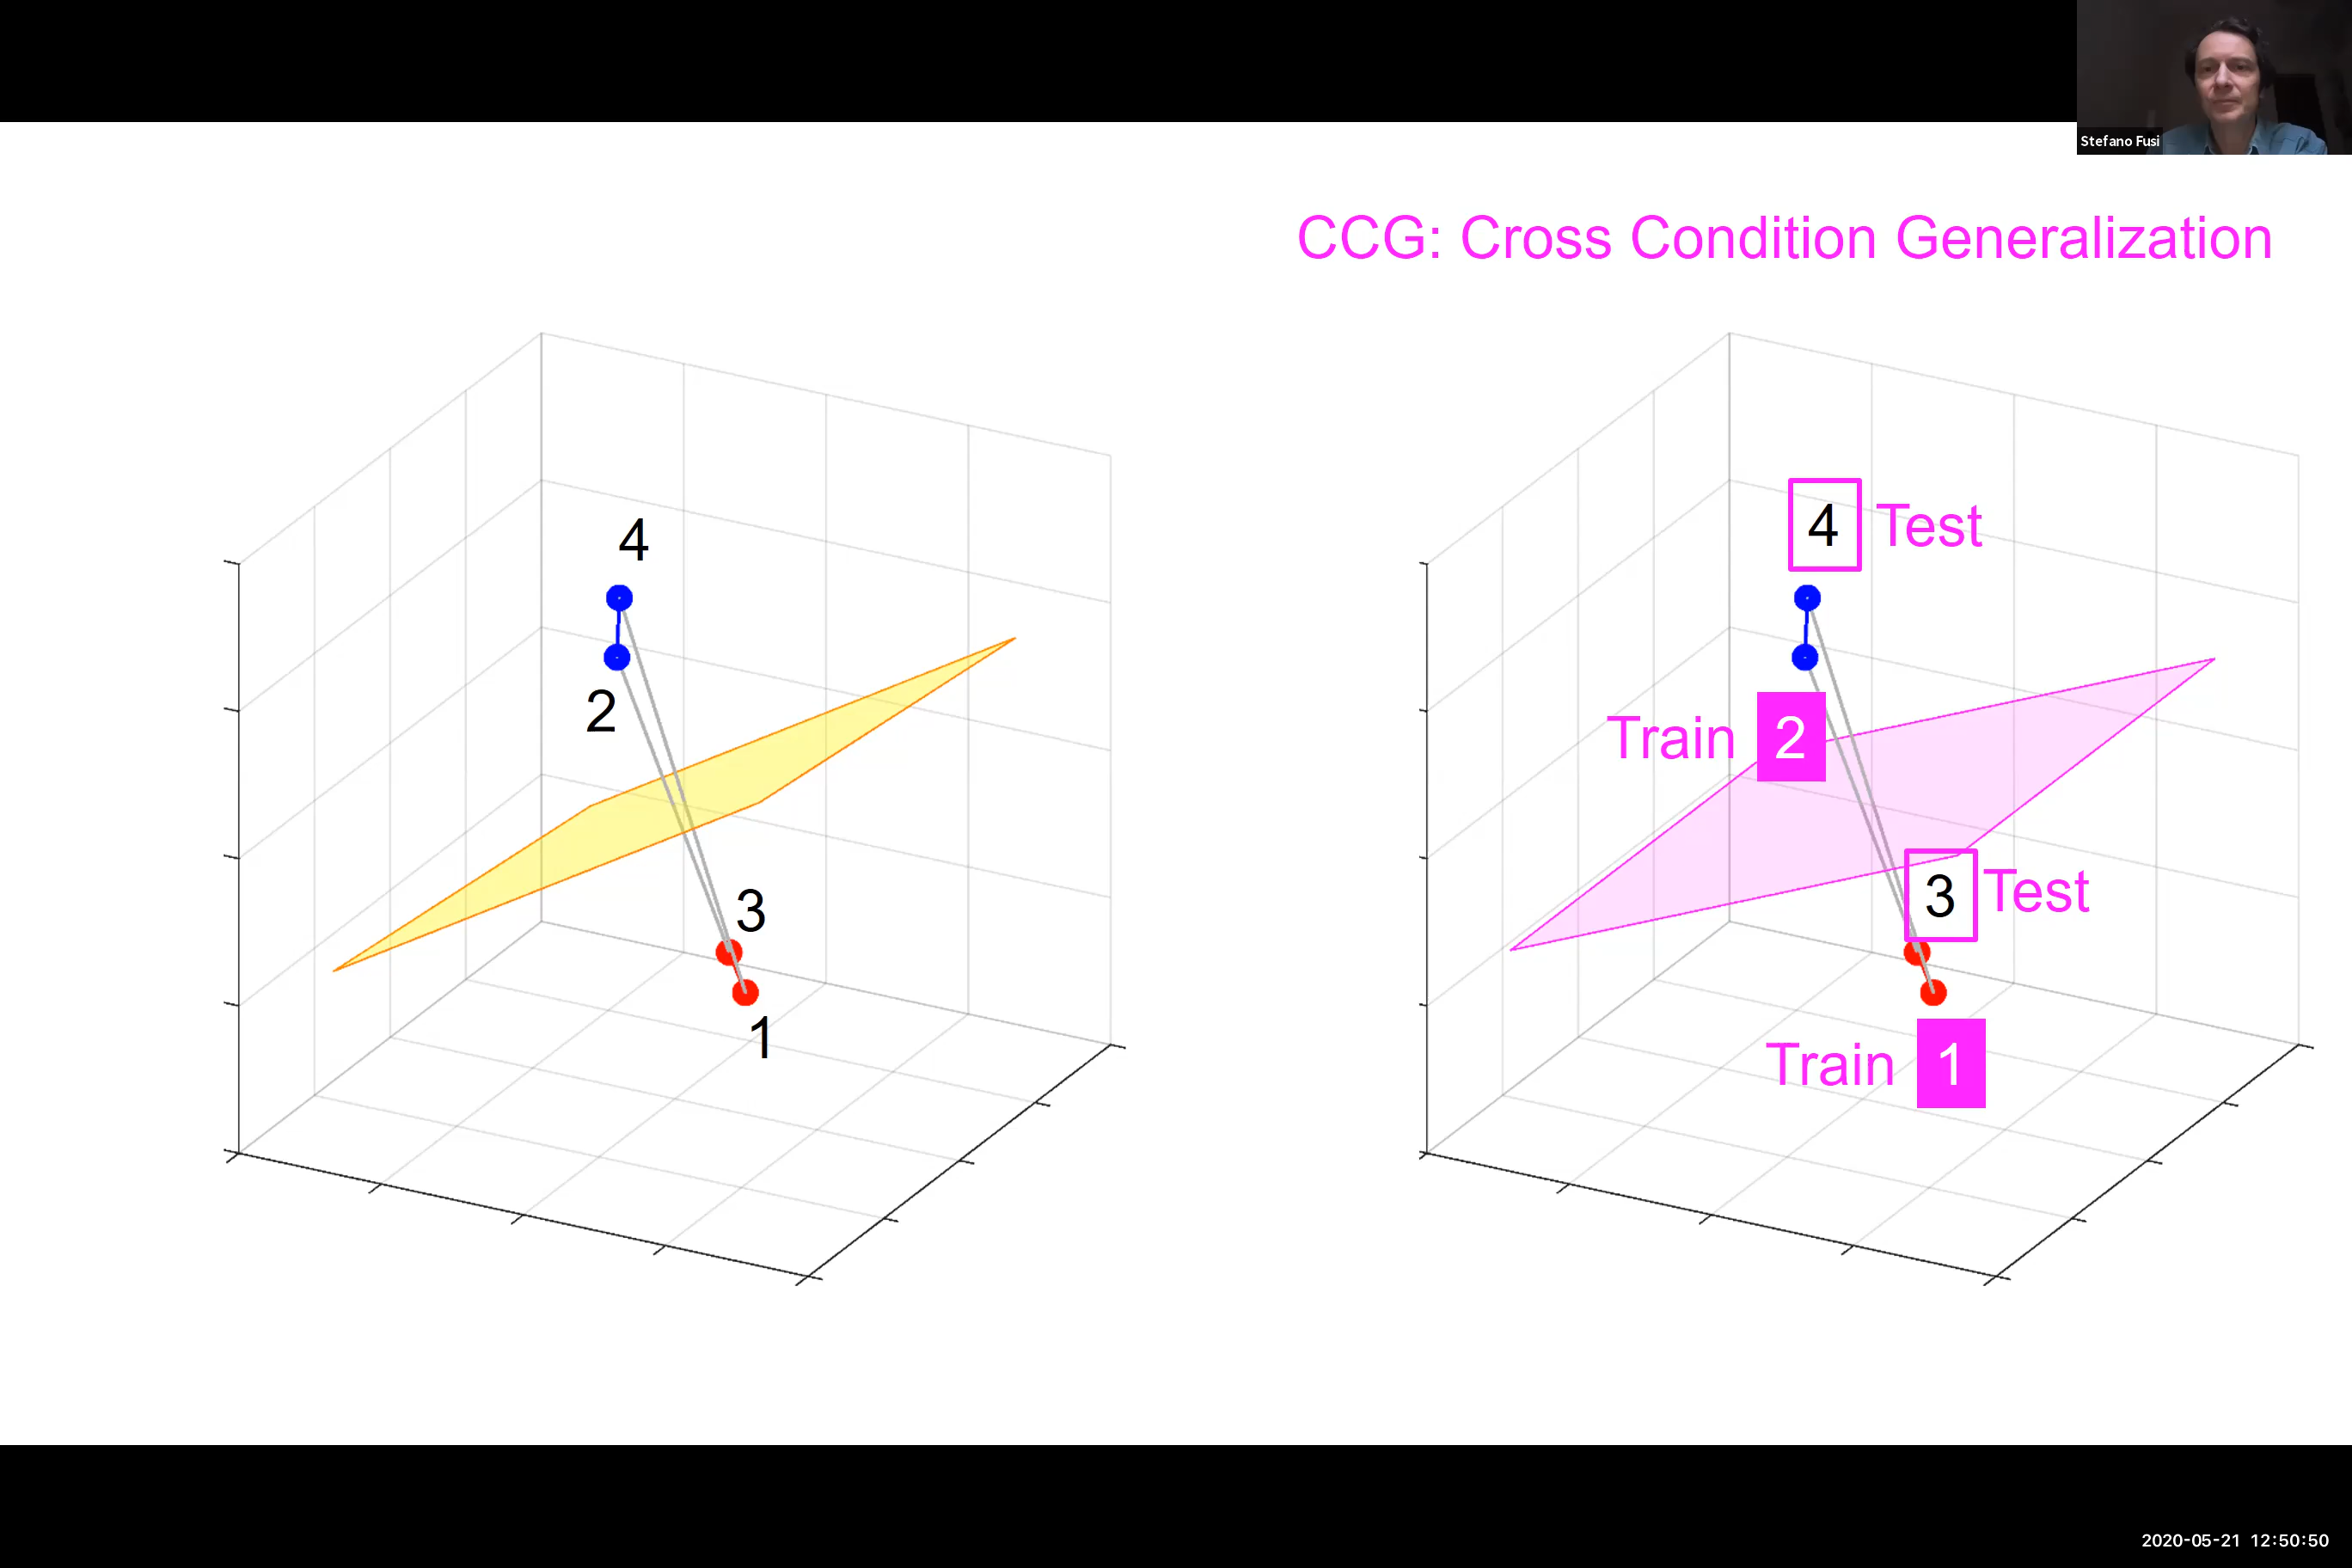 Stefano Fusi
CCG: Cross Condition Generalization
4
2
3
1
4 Test
Train 2
3 Test
Train 1
2020-05-21 12:50:50